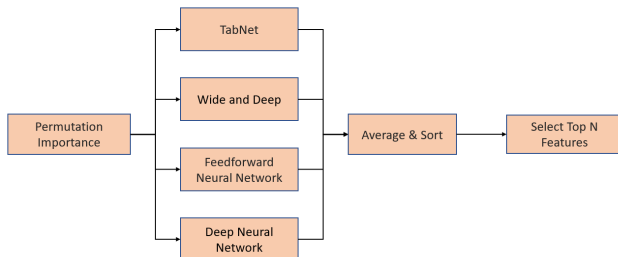 TabNet
Wide and Deep
Permutation
Importance
Feedforward
Neural Network
Deep Neural
Network
Average & Sort
Select Top N
Features